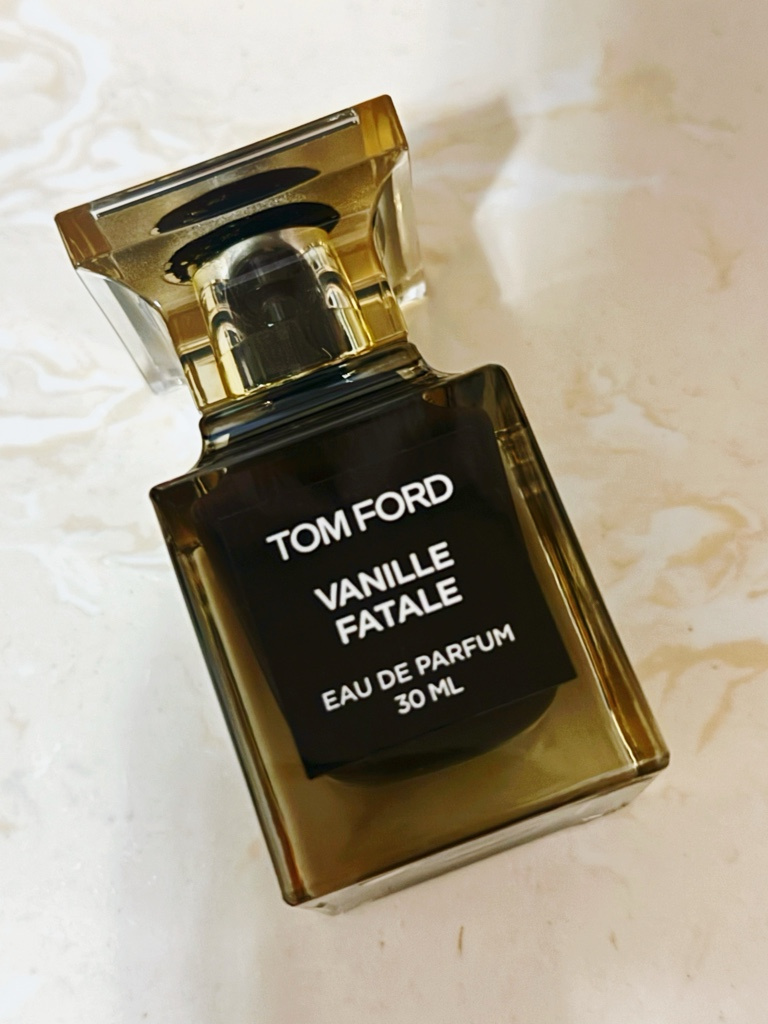 TOM FORD
VANILLE
FATALE
EAU DE PARFUM
30 ML